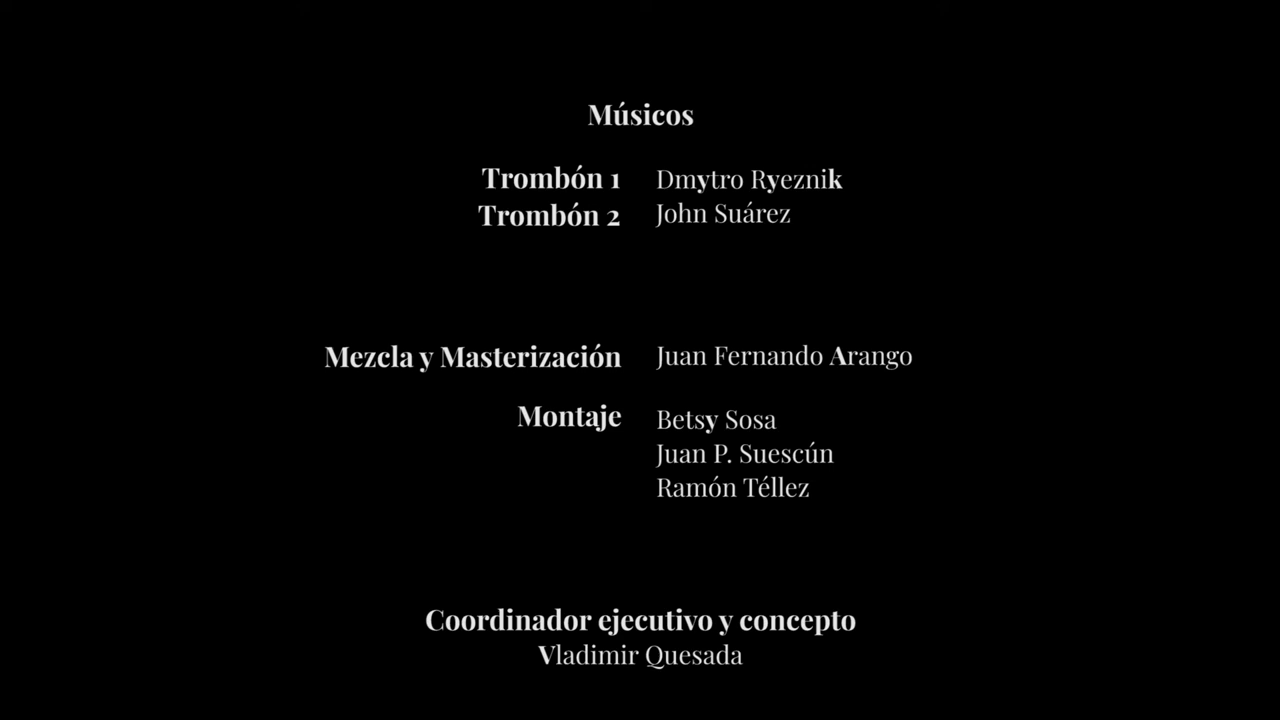 Músicos
Trombón 1 Dmytro Ryeznik
Trombón 2 John Suárez
Mezcla y Masterización Juan Fernando Arango
Montaje Betsy Sosa
Juan P. Suescún
Ramón Téllez
Coordinador ejecutivo y concepto
Vladimir Quesada